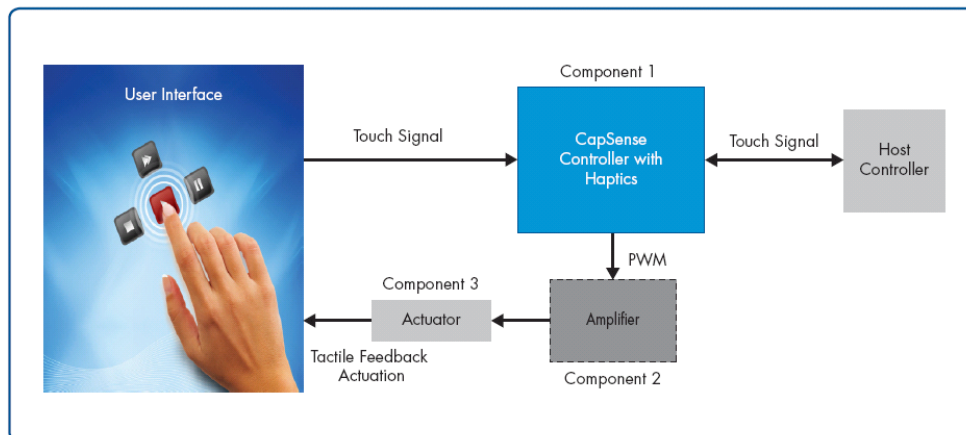 Component 1
User Interface
Touch Signal
CapSense
Controller with
Haptics
Touch Signal
Host
Controller
PWM
Component 3
Actuator
Amplifier
Tactile Feedback
Actuation
Component 2